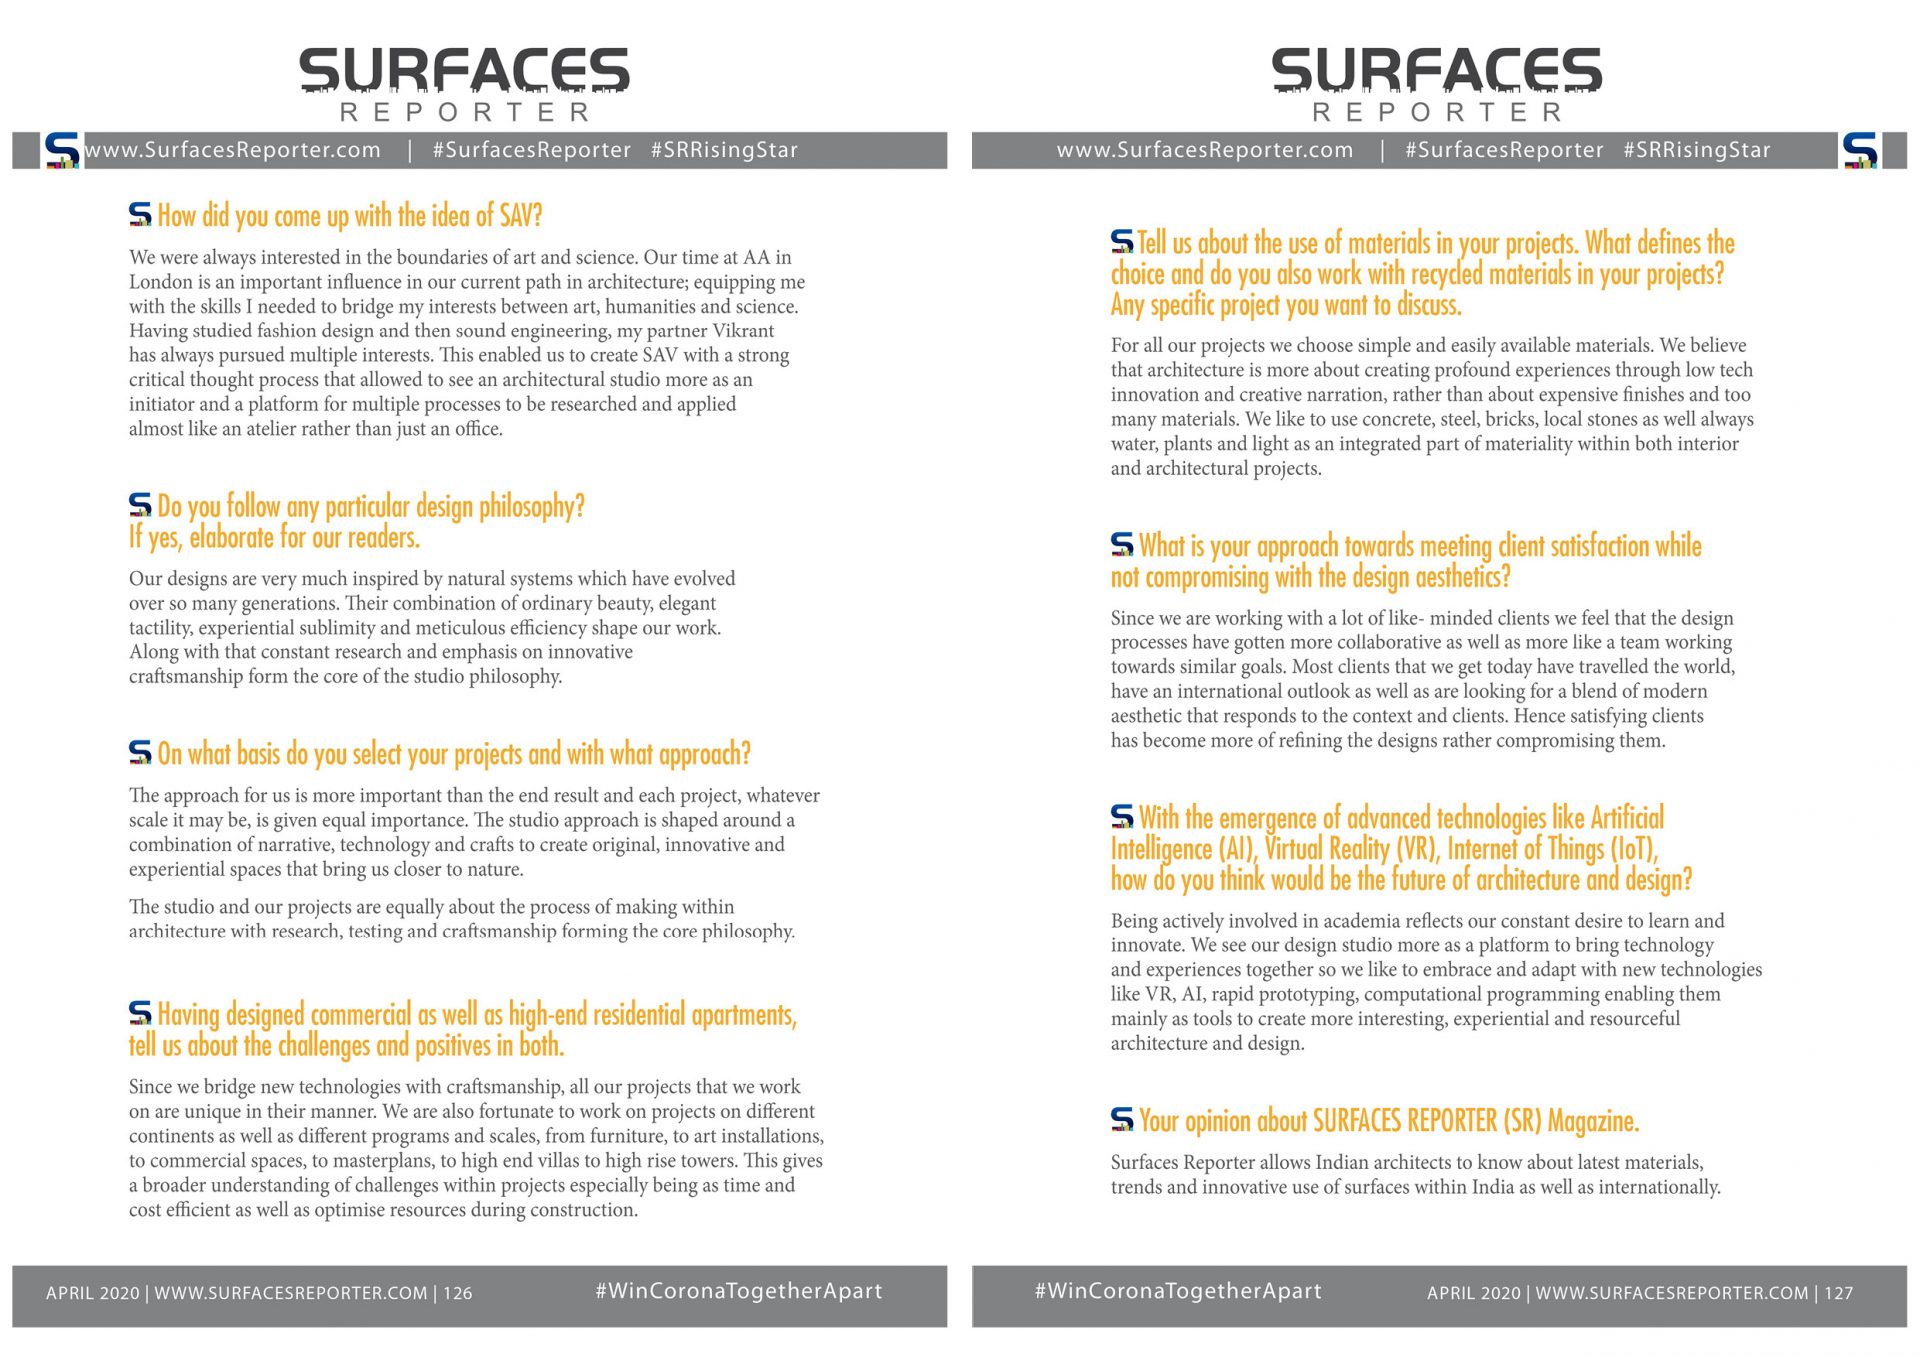 SURFACES
REPORTER
www.SurfacesReporter.com | #SurfacesReporter #SRRisingStar
How did you come up with the idea of SAV?
We were always interested in the boundaries of art and science. Our time at AA in
London is an important influence in our current path in architecture; equipping me
with the skills I needed to bridge my interests between art, humanities and science.
Having studied fashion design and then sound engineering, my partner Vikrant
has always pursued multiple interests. This enabled us to create SAV with a strong
critical thought process that allowed to see an architectural studio more as an
initiator and a platform for multiple processes to be researched and applied
almost like an atelier rather than just an office.
Do you follow any particular design philosophy?
If yes, elaborate for our readers.
Our designs are very much inspired by natural systems which have evolved
over so many generations. Their combination of ordinary beauty, elegant
tactility, experiential sublimity and meticulous efficiency shape our work.
Along with that constant research and emphasis on innovative
craftsmanship form the core of the studio philosophy.
On what basis do you select your projects and with what approach?
The approach for us is more important than the end result and each project, whatever
scale it may be, is given equal importance. The studio approach is shaped around a
combination of narrative, technology and crafts to create original, innovative and
experiential spaces that bring us closer to nature.
The studio and our projects are equally about the process of making within
architecture with research, testing and craftsmanship forming the core philosophy.
Having designed commercial as well as high-end residential apartments,
tell us about the challenges and positives in both.
Since we bridge new technologies with craftsmanship, all our projects that we work
on are unique in their manner. We are also fortunate to work on projects on different
continents as well as different programs and scales, from furniture, to art installations,
to commercial spaces, to masterplans, to high end villas to high rise towers. This gives
a broader understanding of challenges within projects especially being as time and
cost efficient as well as optimise resources during construction.
APRIL 2020 | WWW.SURFACESREPORTER.COM | 126 #WinCoronaTogetherApart
SURFACES
REPORTER
www.SurfacesReporter.com | #SurfacesReporter #SRRisingStar
Tell us about the use of materials in your projects. What defines the
choice and do you also work with recycled materials in your projects?
Any specific project you want to discuss.
For all our projects we choose simple and easily available materials. We believe
that architecture is more about creating profound experiences through low tech
innovation and creative narration, rather than about expensive finishes and too
many materials. We like to use concrete, steel, bricks, local stones as well always
water, plants and light as an integrated part of materiality within both interior
and architectural projects.
What is your approach towards meeting client satisfaction while
not compromising with the design aesthetics?
Since we are working with a lot of like- minded clients we feel that the design
processes have gotten more collaborative as well as more like a team working
towards similar goals. Most clients that we get today have travelled the world,
have an international outlook as well as are looking for a blend of modern
aesthetic that responds to the context and clients. Hence satisfying clients
has become more of refining the designs rather compromising them.
With the emergence of advanced technologies like Artificial
Intelligence (AI), Virtual Reality (VR), Internet of Things (IoT),
how do you think would be the future of architecture and design?
Being actively involved in academia reflects our constant desire to learn and
innovate. We see our design studio more as a platform to bring technology
and experiences together so we like to embrace and adapt with new technologies
like VR, AI, rapid prototyping, computational programming enabling them
mainly as tools to create more interesting, experiential and resourceful
architecture and design.
Your opinion about SURFACES REPORTER (SR) Magazine.
Surfaces Reporter allows Indian architects to know about latest materials,
trends and innovative use of surfaces within India as well as internationally.
#WinCoronaTogetherApart APRIL 2020 | WWW.SURFACESREPORTER.COM | 127